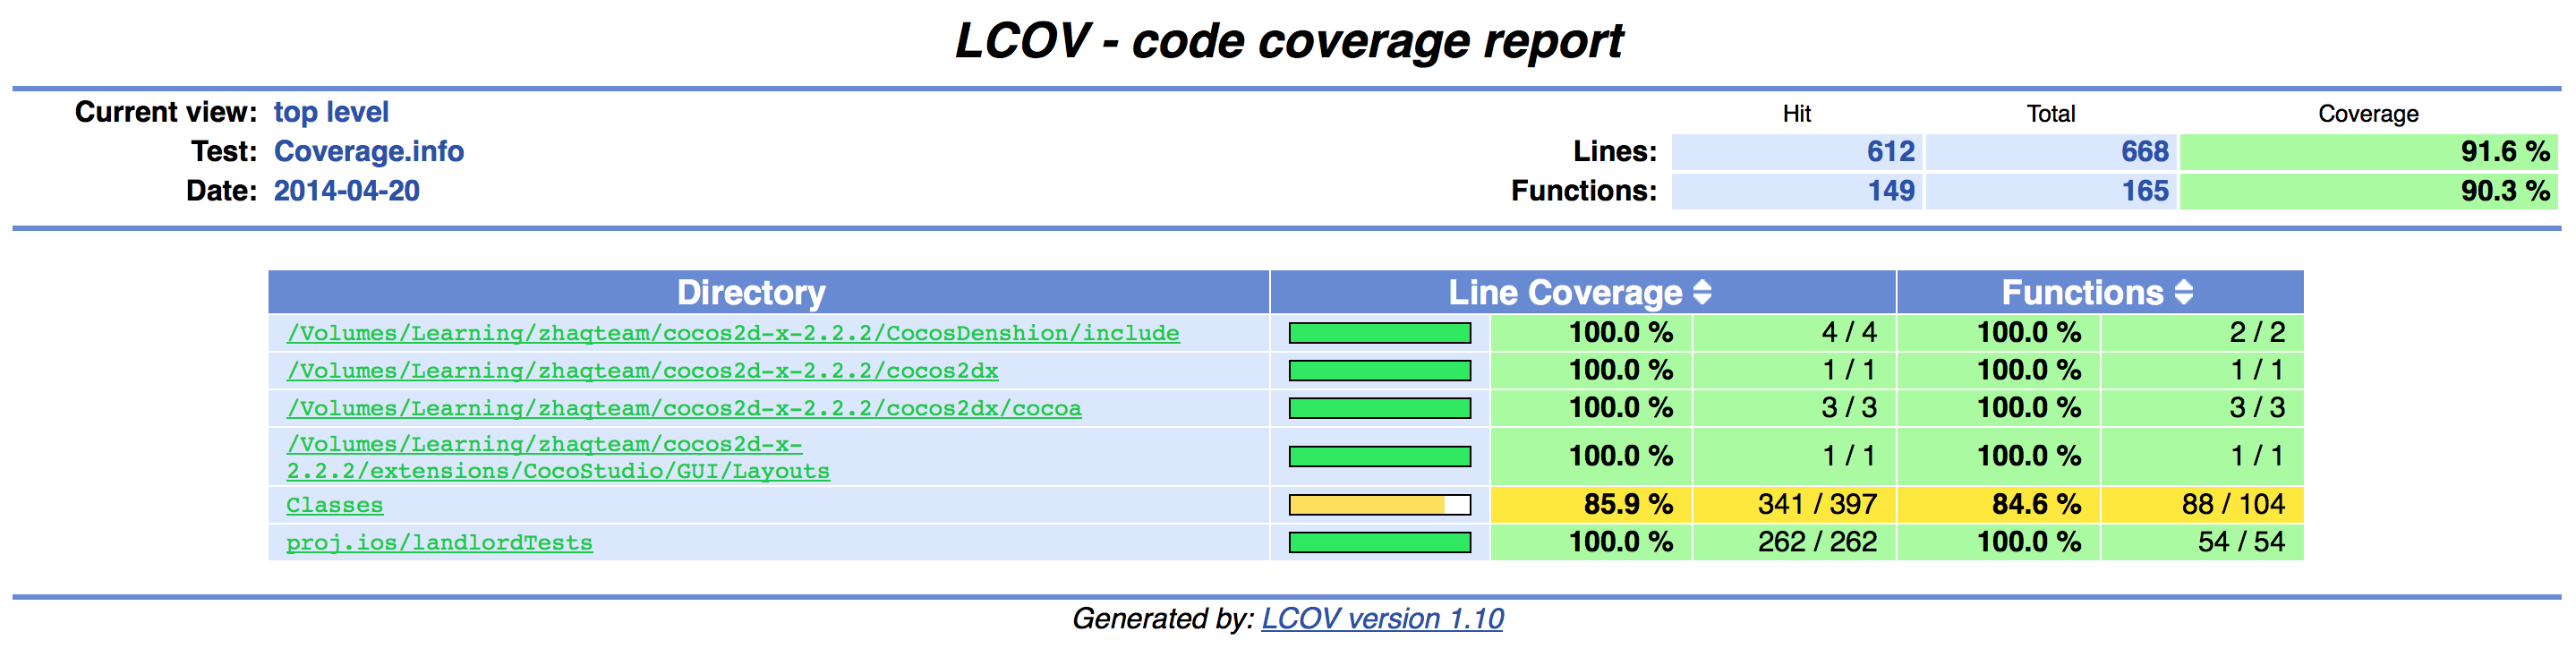 LCOV - code coverage report
Current view: top level
Hit Total Coverage
Test: Coverage.info Lines: 612 668 91.6 %
Date: 2014-04-20 Functions: 149 165 90.3 %
Directory Line Coverage Functions
/Volumes/Learning/zhaqteam/cocos2d-x-2.2.2/CocosDenshion/include 100.0 % 4 / 4 100.0 % 2 / 2
/Volumes/Learning/zhaqteam/cocos2d-x-2.2.2/cocos2dx 100.0 % 1 / 1 100.0 % 1 / 1
/Volumes/Learning/zhaqteam/cocos2d-x-2.2.2/cocos2dx/cocoa 100.0 % 3 / 3 100.0 % 3 / 3
/Volumes/Learning/zhaqteam/cocos2d-x-
2.2.2/extensions/CocoStudio/GUI/Layouts 100.0 % 1 / 1 100.0 % 1 / 1
Classes 85.9 % 341 / 397 84.6 % 88 / 104
proj.ios/landlordTests 100.0 % 262 / 262 100.0 % 54 / 54
Generated by: LCOV version 1.10